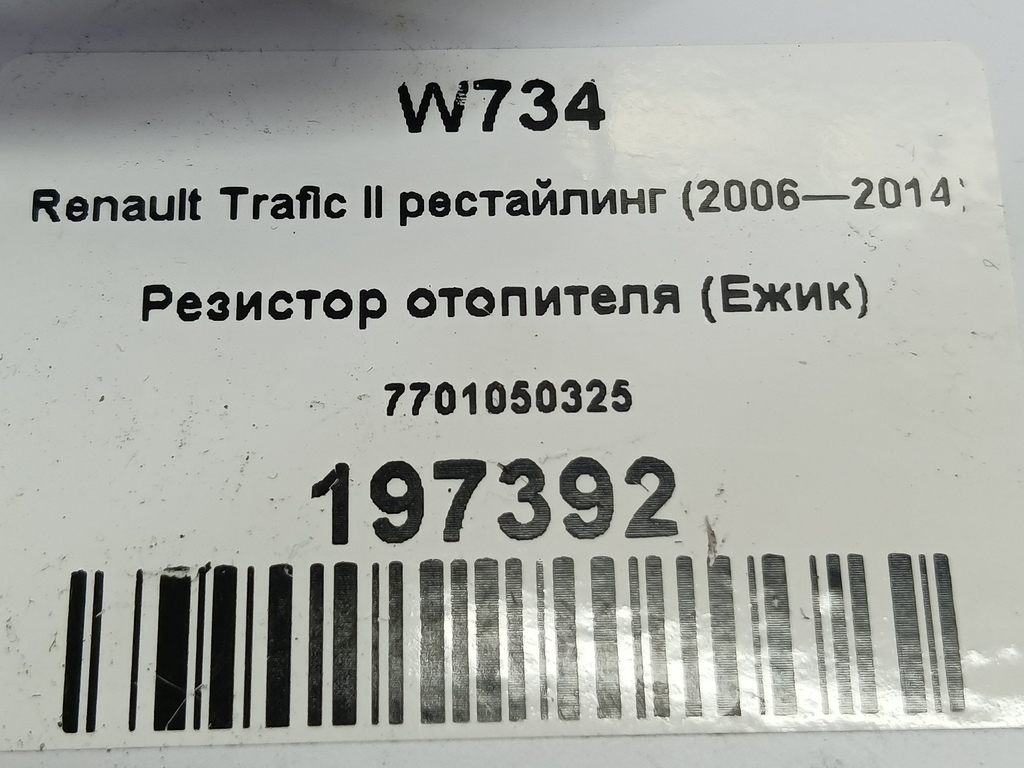 W734
Renault Trafic II рестайлинг (2006—2014)
Резистор отопителя (Ежик)
7701050325
197392